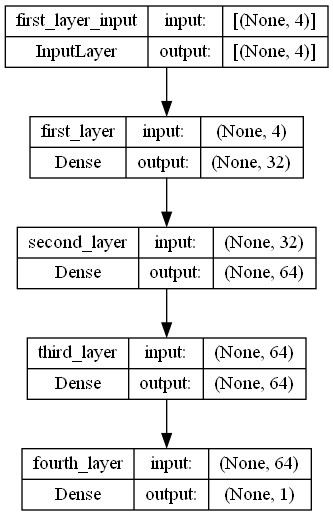 first_layer_input input: [(None, 4)]
InputLayer output: [(None, 4)]
first_layer input: (None, 4)
Dense output: (None, 32)
second_layer input: (None, 32)
Dense output: (None, 64)
third_layer input: (None, 64)
Dense output: (None, 64)
fourth_layer input: (None, 64)
Dense output: (None, 1)